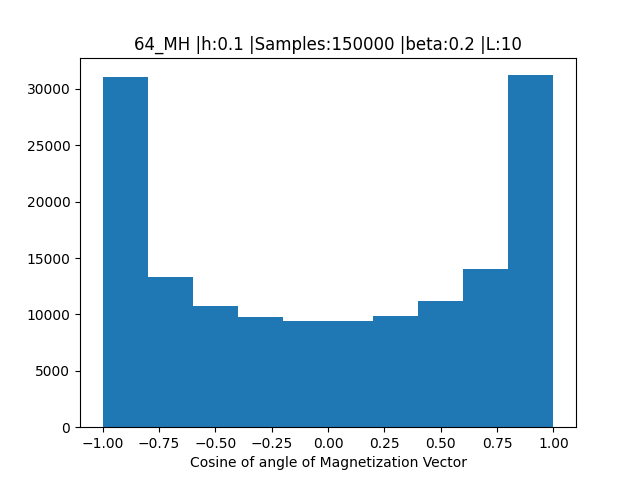 64_MH |h:0.1 |Samples:150000 |beta:0.2 |L:10
30000
25000
20000
15000
10000
5000
0
−1.00 −0.75 −0.50 −0.25 0.00 0.25 0.50 0.75 1.00
Cosine of angle of Magnetization Vector